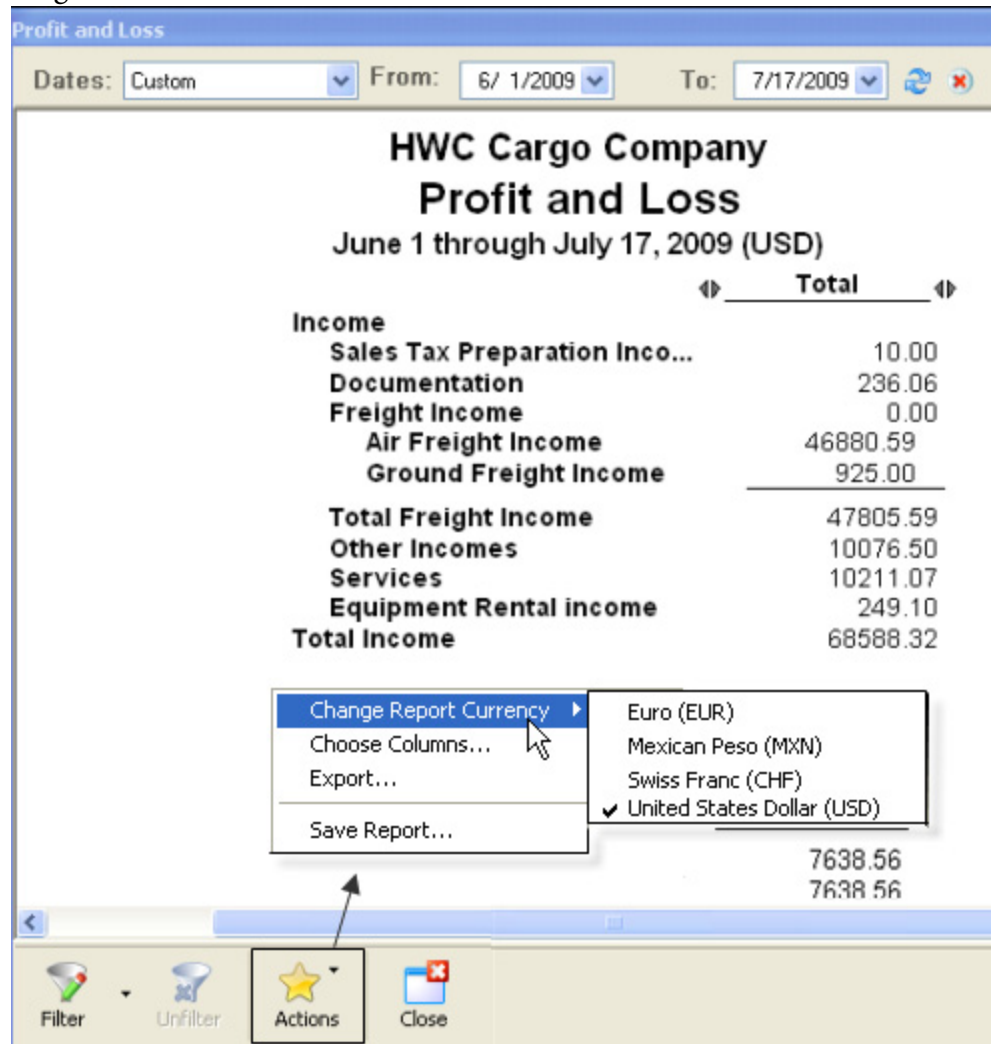 Profit and Loss
Dates: Custom From: 6/ 1/2009 To: 7/17/2009
HWC Cargo Company
Profit and Loss
June 1 through July 17, 2009 (USD)
Total
Income
Sales Tax Preparation Inco... 10.00
Documentation 236.06
Freight Income 0.00
Air Freight Income 46880.59
Ground Freight Income 925.00
Total Freight Income 47805.59
Other Incomes 10076.50
Services 10211.07
Equipment Rental income 249.10
Total Income 68588.32
Change Report Currency Euro (EUR)
Choose Columns... Mexican Peso (MXN)
Export... Swiss Franc (CHF)
✔ United States Dollar (USD)
Save Report...
7638.56
7638.56
Filter Unfilter Actions Close